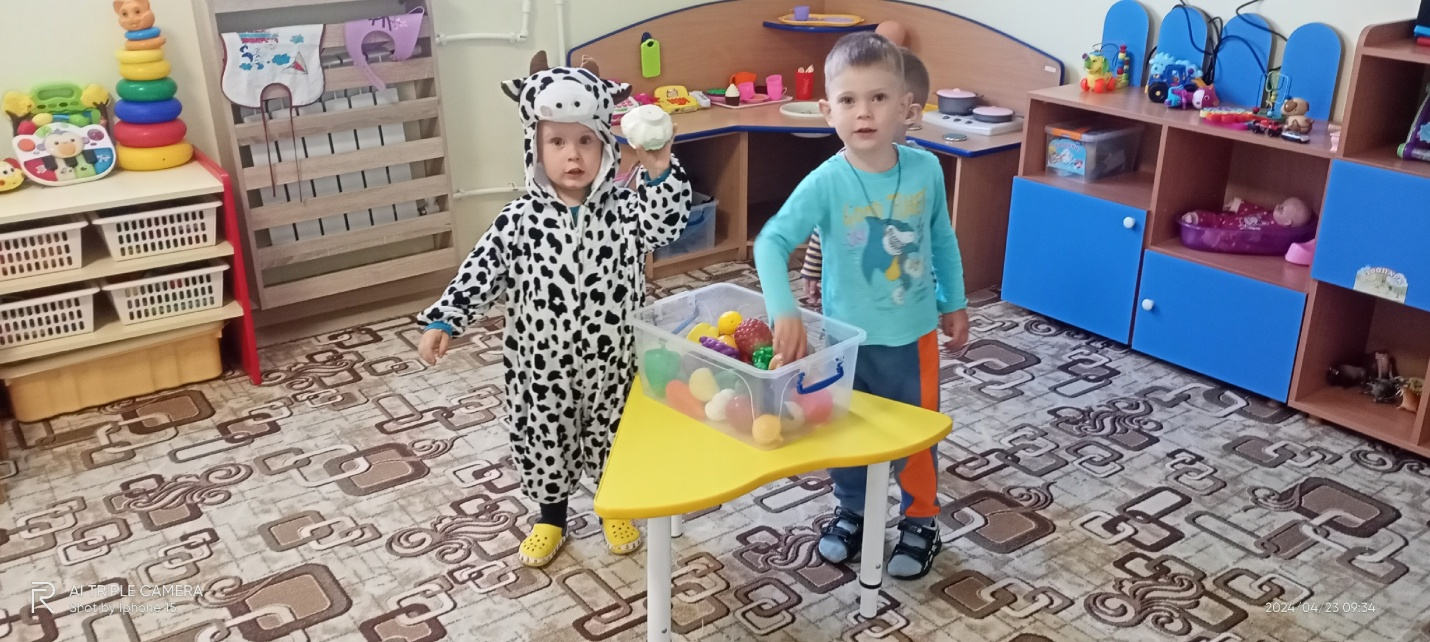 AI TRIPLE CAMERA
Shot by Iphone 15
2024/04/23 09:34